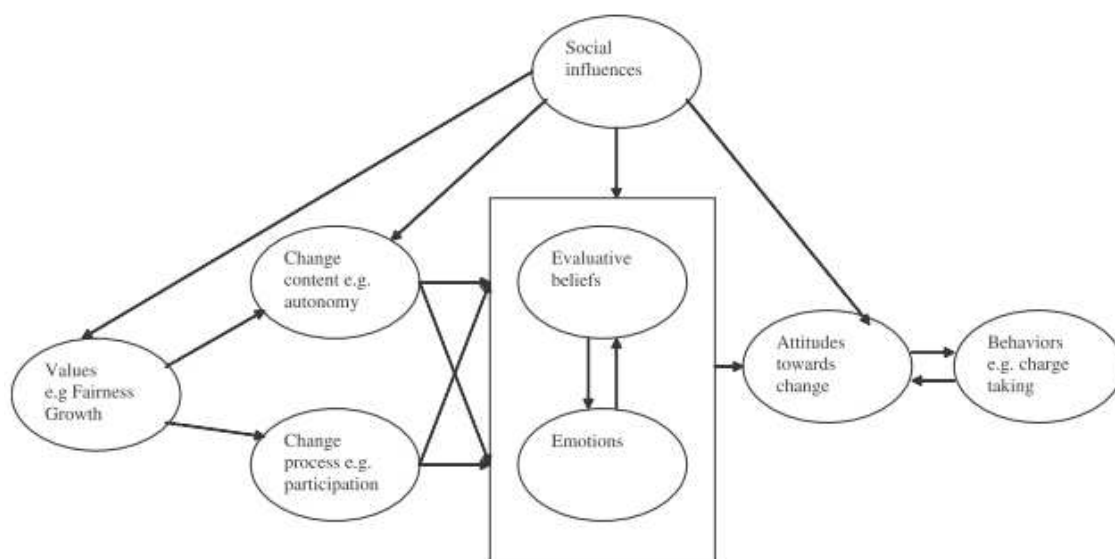 Social
influences
Change
content e.g.
autonomy
Evaluative
beliefs
Values
e.g Fairness
Growth
Attitudes
towards
change
Behaviors
e.g. charge
taking
Change
process e.g.
participation
Emotions